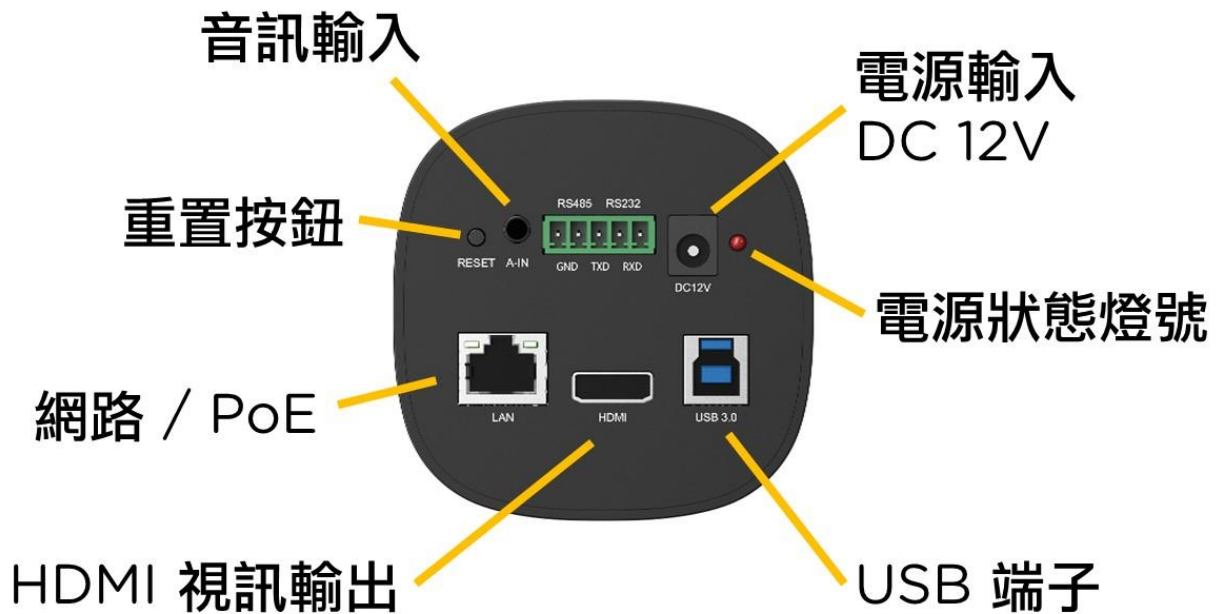 音訊輸入
電源輸入
DC 12V
重置按鈕
RS485 RS232
RESET A-IN
GND TXD RXD
DC12V
電源狀態燈號
網路 / PoE
LAN
HDMI
USB 3.0
HDMI 視訊輸出
USB 端子